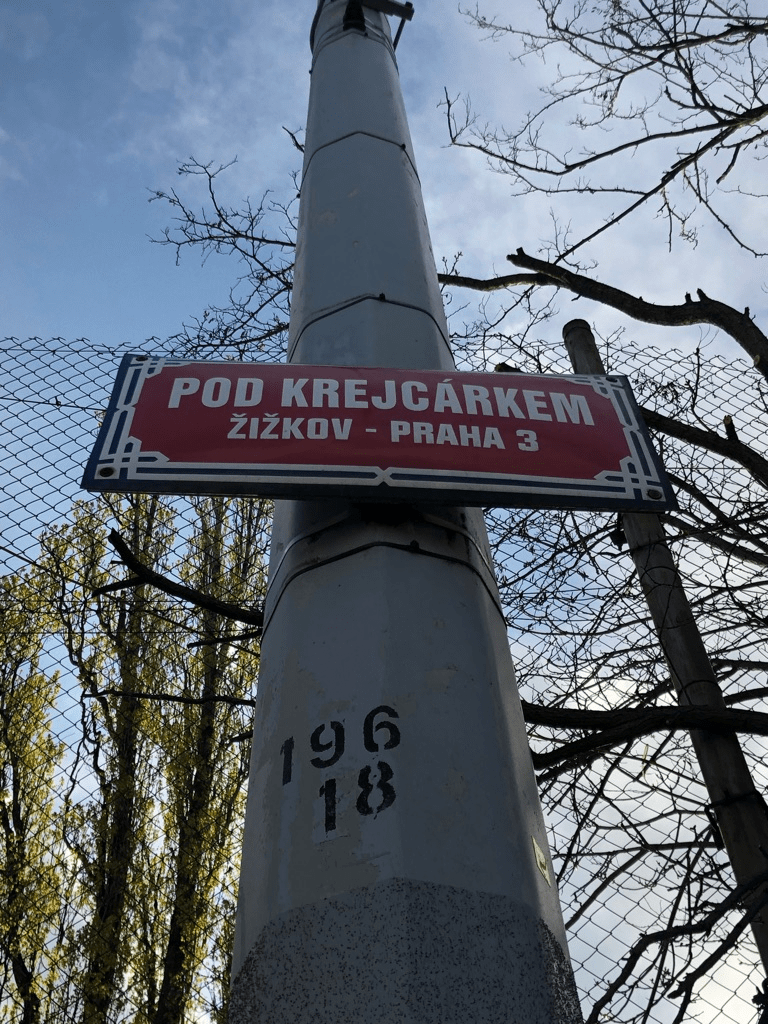 POD KREJCÁRKEM
ŽIŽKOV - PRAHA 3
196
18